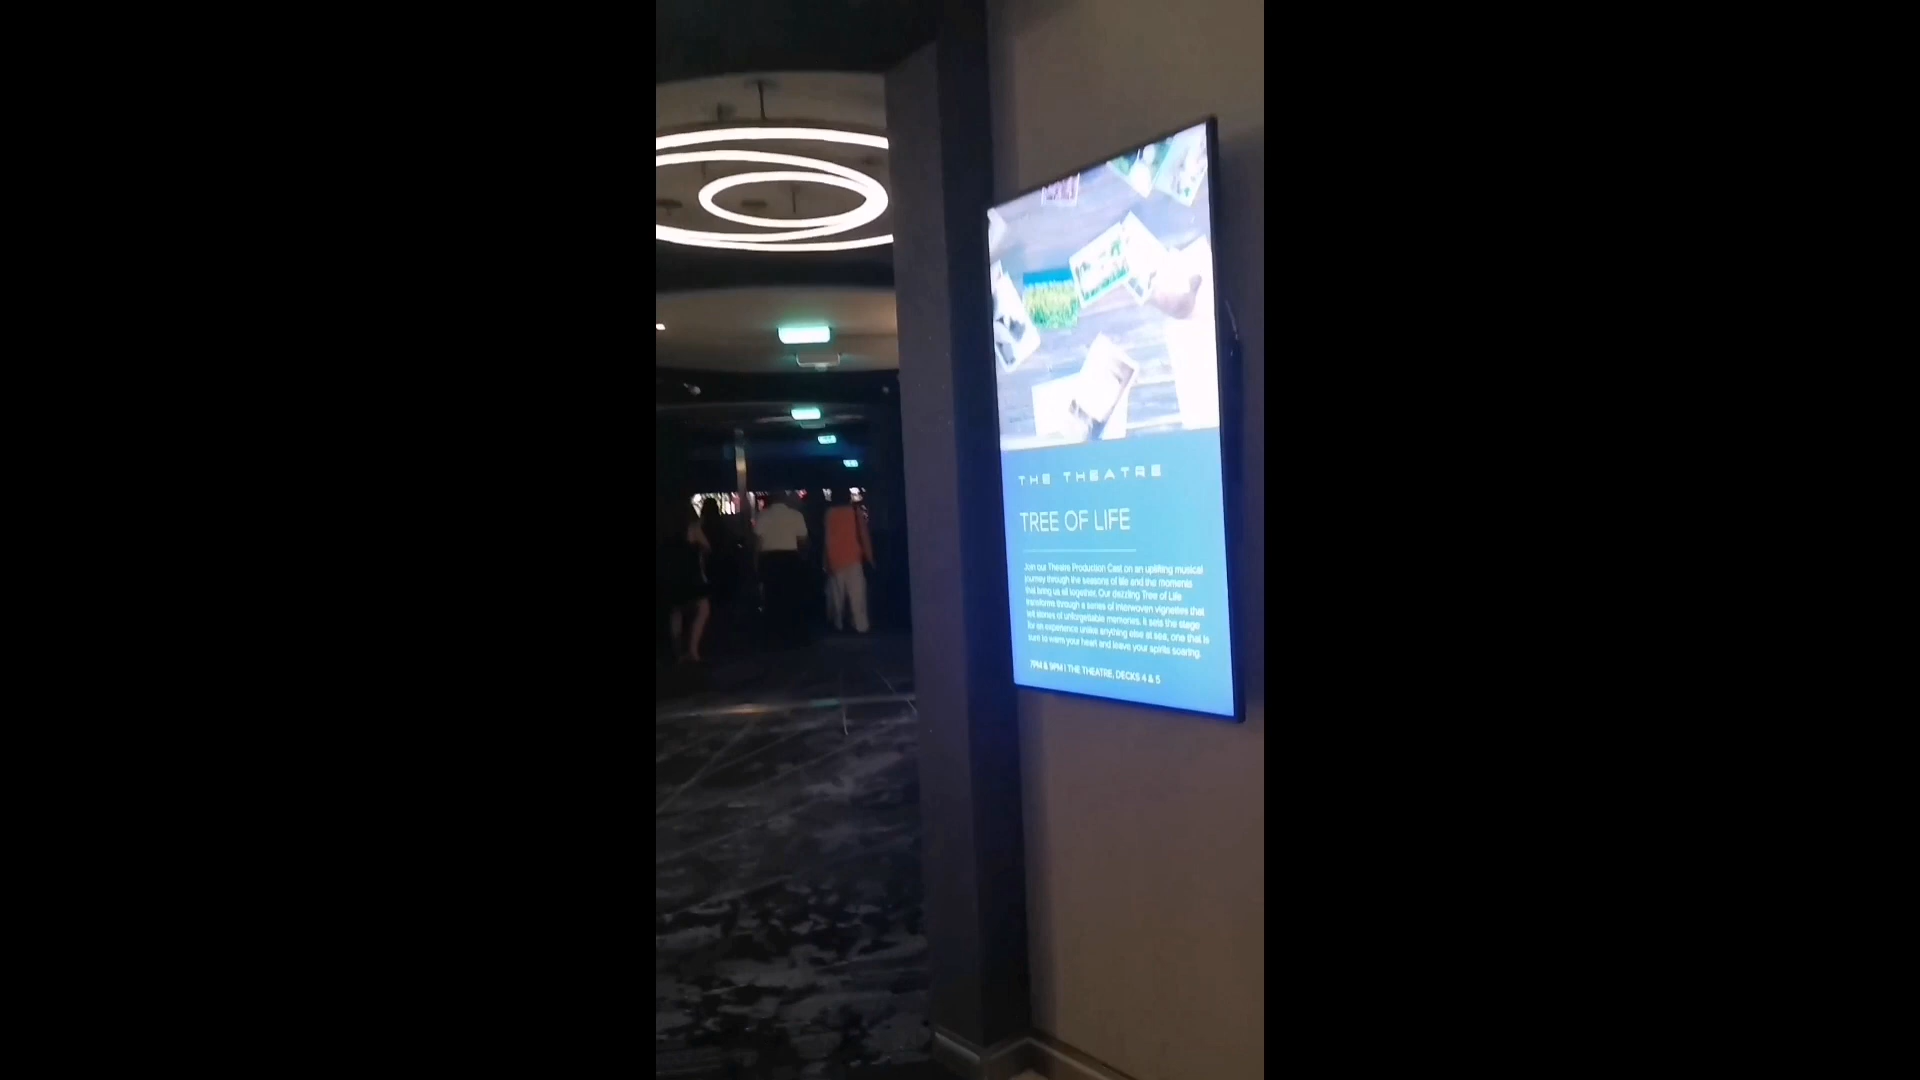 THE THEATRE
TREE OF LIFE
Join our Theatre Production Cast on an uplifting musical
journey through the seasons of life and the moments
that bring us all together. Our dazzling Tree of Life
transforms through a series of interwoven vignettes that
tell stories of unforgettable memories. It sets the stage
for an experience unlike anything else at sea, one that is
sure to warm your heart and leave your spirits soaring.
7PM & 9PM | THE THEATRE, DECKS 4 & 5